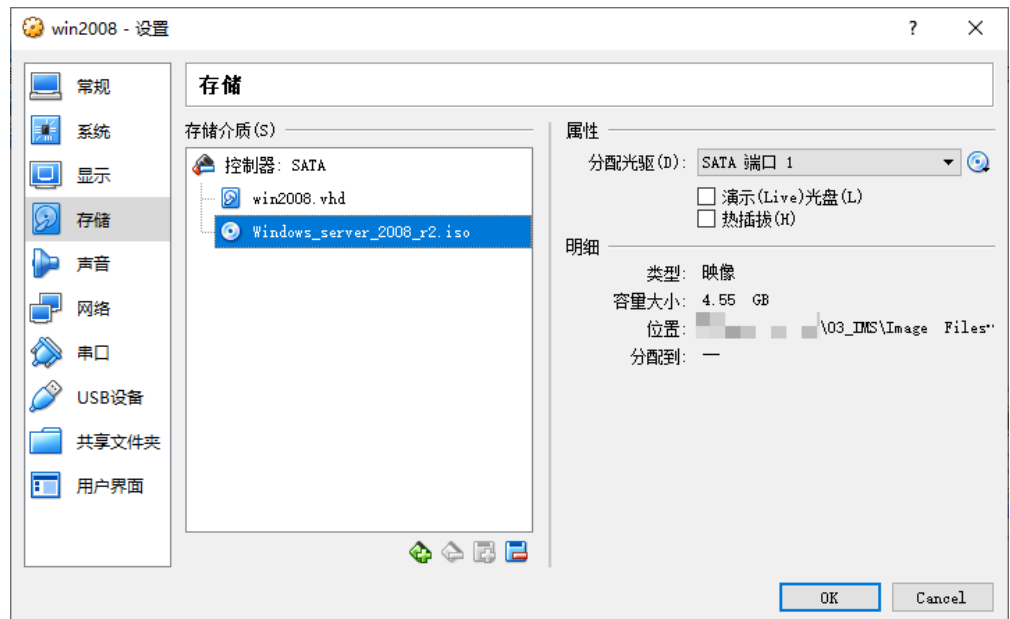 win2008 - 设置
?
常规
系统
显示
存储
声音
网络
串口
USB设备
共享文件夹
用户界面
存储
存储介质(S)
控制器: SATA
win2008.vhd
Windows_server_2008_r2.iso
属性
分配光驱(D): SATA 端口 1
演示(Live)光盘(L)
热插拔(H)
明细
类型: 映像
容量大小: 4.55 GB
位置: \03_IMS\Image Files…
分配到: —
OK
Cancel